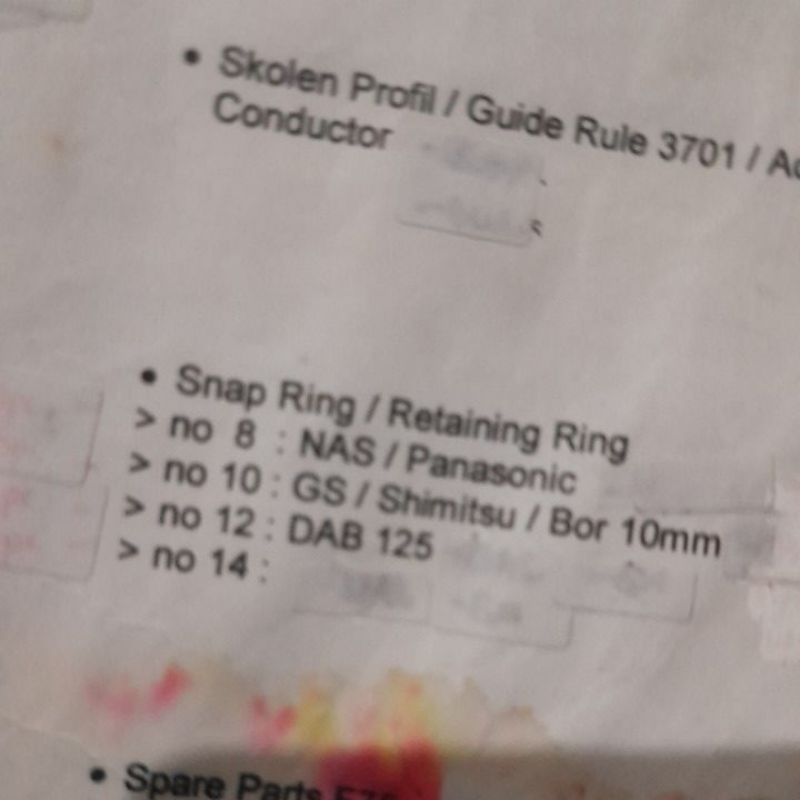 • Skolen Profil / Guide Rule 3701 /
Conductor
• Snap Ring / Retaining Ring
> no 8 : NAS / Panasonic
> no 10 : GS / Shimitsu / Bor 10mm
> no 12 : DAB 125
> no 14 :
• Spare Parts